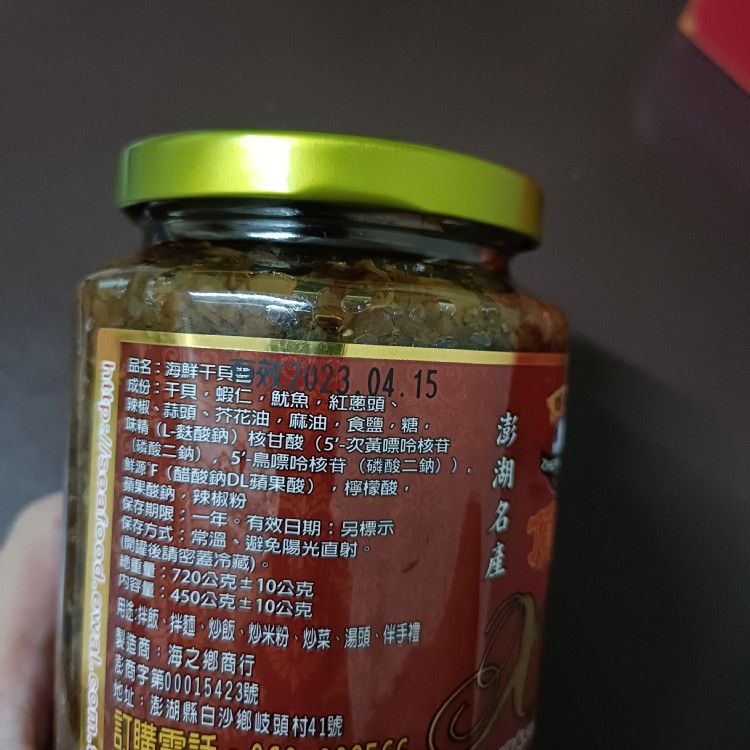 品名：海鮮干貝醬
有效2023.04.15
成份：干貝，蝦仁，魷魚，紅蔥頭、
辣椒、蒜頭、芥花油，麻油，食鹽，糖，
味精（L-麩酸鈉）核甘酸（5′-次黃嘌呤核苷
（磷酸二鈉），5′-鳥嘌呤核苷（磷酸二鈉）），
鮮源"F（醋酸鈉DL蘋果酸），檸檬酸，
蘋果酸鈉，辣椒粉
保存期限：一年。有效日期：另標示
保存方式：常溫、避免陽光直射。
(開罐後請密蓋冷藏)。
總重量：720公克±10公克
內容量：450公克±10公克
用途:拌飯、拌麵、炒飯、炒米粉、炒菜、湯頭、伴手禮
製造商：海之鄉商行
澎商字第00015423號
地址：澎湖縣白沙鄉岐頭村41號
訂購電話：
http://seafood.ewai.com.
澎湖名產
頂
X